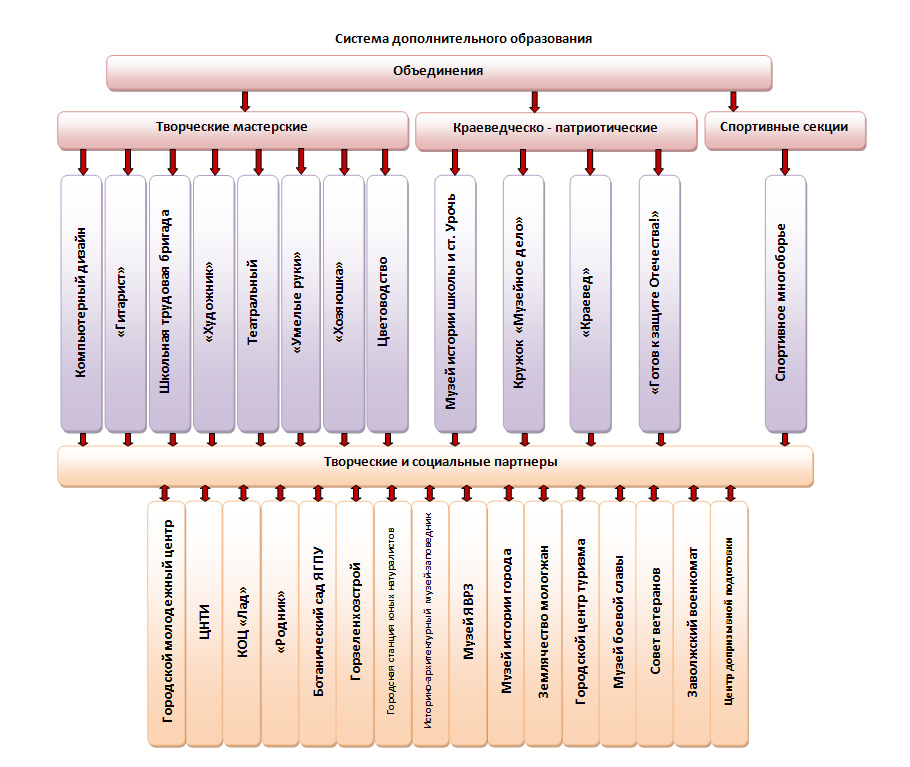 Система дополнительного образования
Объединения
Творческие мастерские
Краеведческо - патриотические
Спортивные секции
Компьютерный дизайн
«Гитарист»
Школьная трудовая бригада
«Художник»
Театральный
«Умелые руки»
«Хозяюшка»
Цветоводство
Музей истории школы и ст. Урочь
Кружок «Музейное дело»
«Краевед»
«Готов к защите Отечества!»
Спортивное многоборье
Творческие и социальные партнеры
Городской молодежный центр
ЦНТИ
КОЦ «Лад»
«Родник»
Ботанический сад ЯГПУ
Горзеленхозстрой
Городсная станция юных натуралистов
Историно-архитентурный музей-заповедник
Музей ЯВРЗ
Музей истории города
Землячество мологжан
Городской центр туризма
Музей боевой славы
Совет ветеранов
Заволжский военкомат
Центр допризывной подготовки